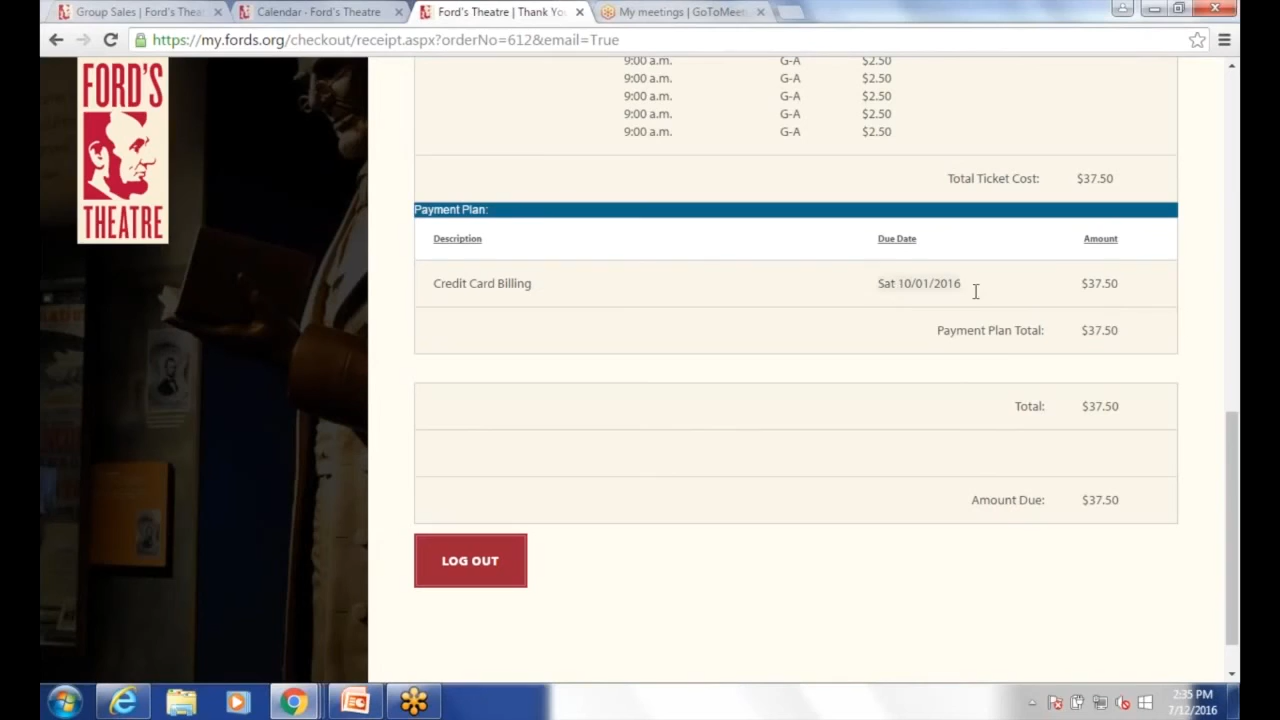 Group Sales | Ford's Thea
Calendar - Ford's Theatre
Ford's Theatre | Thank Yo
My meetings | GoToMeet
https://my.fords.org/checkout/receipt.aspx?orderNo=612&email=True
FORD'S
THEATRE
9:00 a.m. G-A $2.50
9:00 a.m. G-A $2.50
9:00 a.m. G-A $2.50
9:00 a.m. G-A $2.50
9:00 a.m. G-A $2.50
Total Ticket Cost: $37.50
Payment Plan:
Description Due Date Amount
Credit Card Billing Sat 10/01/2016 $37.50
Payment Plan Total: $37.50
Total: $37.50
Amount Due: $37.50
LOG OUT
2:35 PM
7/12/2016